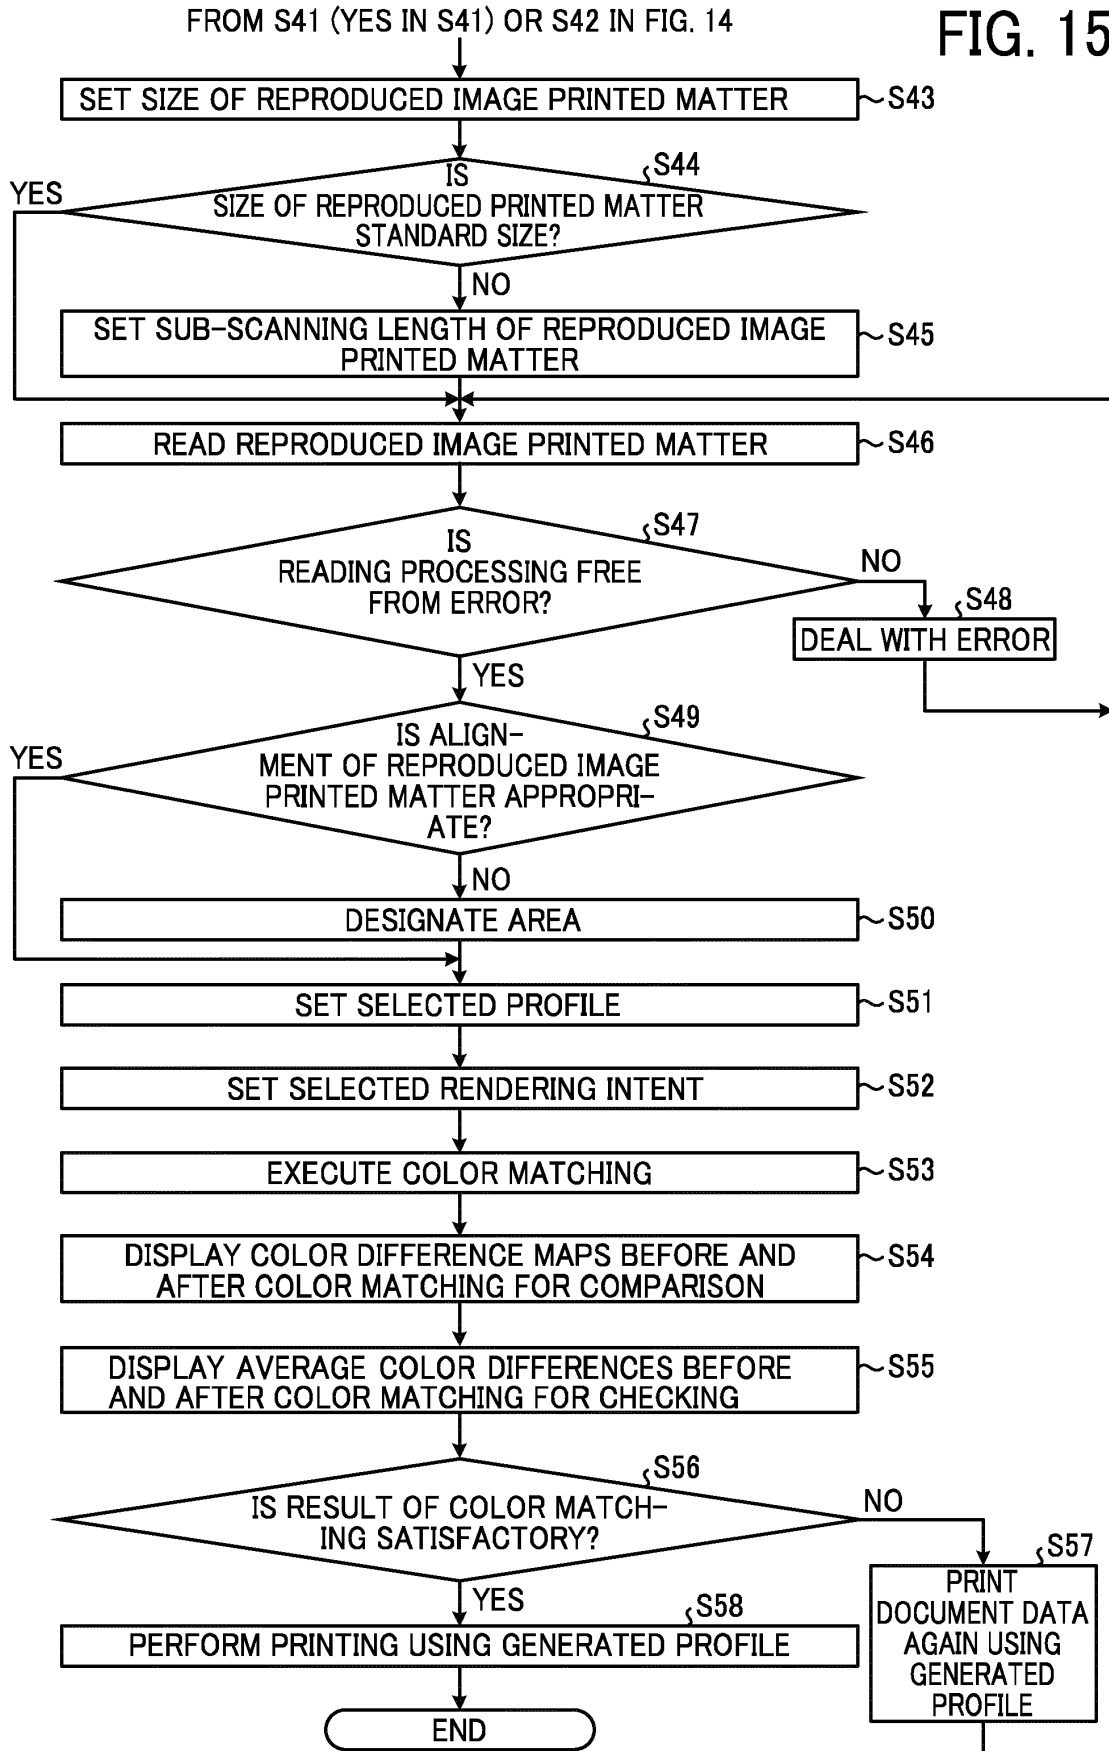 FROM S41 (YES IN S41) OR S42 IN FIG. 14
FIG. 15
SET SIZE OF REPRODUCED IMAGE PRINTED MATTER
S43
S44
YES
IS
SIZE OF REPRODUCED PRINTED MATTER
STANDARD SIZE?
NO
SET SUB-SCANNING LENGTH OF REPRODUCED IMAGE
PRINTED MATTER
S45
READ REPRODUCED IMAGE PRINTED MATTER
S46
S47
IS
READING PROCESSING FREE
FROM ERROR?
NO
S48
DEAL WITH ERROR
YES
S49
YES
IS ALIGN-
MENT OF REPRODUCED IMAGE
PRINTED MATTER APPROPRI-
ATE?
NO
DESIGNATE AREA
S50
SET SELECTED PROFILE
S51
SET SELECTED RENDERING INTENT
S52
EXECUTE COLOR MATCHING
S53
DISPLAY COLOR DIFFERENCE MAPS BEFORE AND
AFTER COLOR MATCHING FOR COMPARISON
S54
DISPLAY AVERAGE COLOR DIFFERENCES BEFORE
AND AFTER COLOR MATCHING FOR CHECKING
S55
S56
IS RESULT OF COLOR MATCH-
ING SATISFACTORY?
NO
S57
PRINT
DOCUMENT DATA
AGAIN USING
GENERATED
PROFILE
YES
S58
PERFORM PRINTING USING GENERATED PROFILE
END